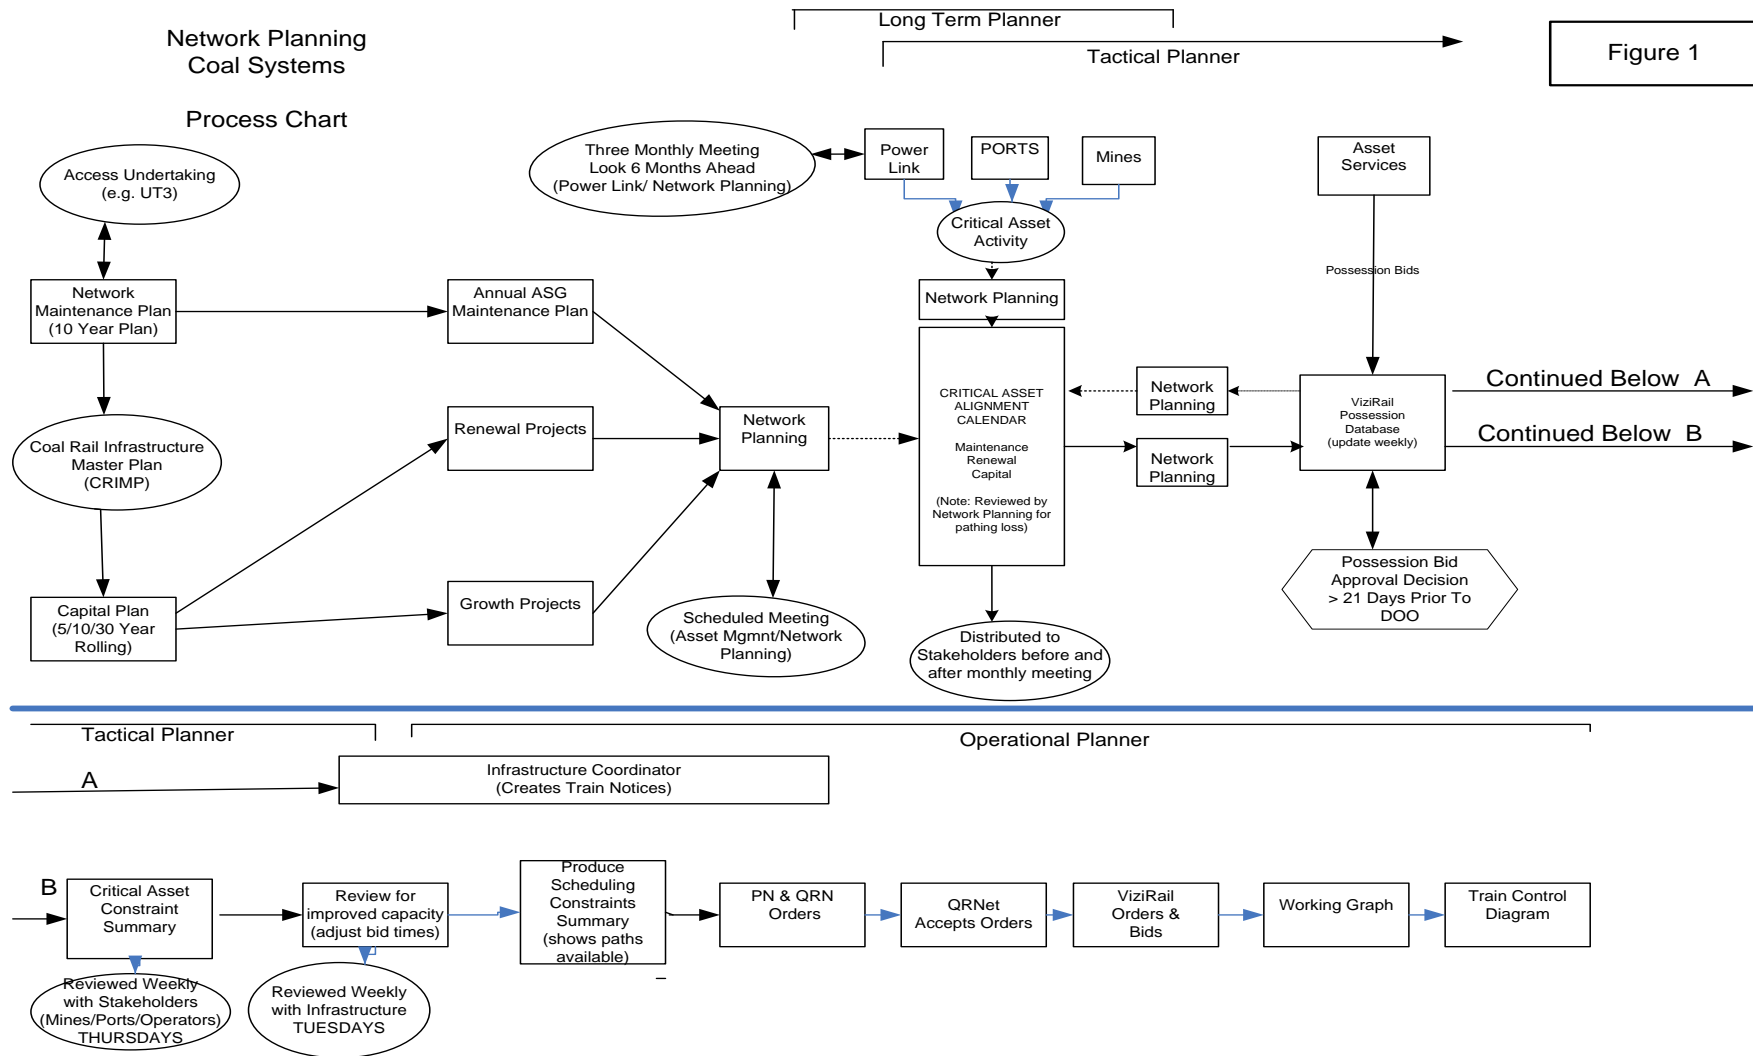 Network Planning
Coal Systems
Process Chart
Long Term Planner
Tactical Planner
Figure 1
Access Undertaking
(e.g. UT3)
Three Monthly Meeting
Look 6 Months Ahead
(Power Link/ Network Planning)
Power
Link
PORTS
Mines
Asset
Services
Critical Asset
Activity
Possession Bids
Network
Maintenance Plan
(10 Year Plan)
Annual ASG
Maintenance Plan
Network Planning
Coal Rail Infrastructure
Master Plan
(CRIMP)
Renewal Projects
Network
Planning
CRITICAL ASSET
ALIGNMENT
CALENDAR
Maintenance
Renewal
Capital
(Note: Reviewed by
Network Planning for
pathing loss)
Network
Planning
Network
Planning
ViziRail
Possession
Database
(update weekly)
Continued Below A
Continued Below B
Capital Plan
(5/10/30 Year
Rolling)
Growth Projects
Scheduled Meeting
(Asset Mgmnt/Network
Planning)
Distributed to
Stakeholders before and
after monthly meeting
Possession Bid
Approval Decision
> 21 Days Prior To
DOO
Tactical Planner
Operational Planner
A
Infrastructure Coordinator
(Creates Train Notices)
B
Critical Asset
Constraint
Summary
Review for
improved capacity
(adjust bid times)
Produce
Scheduling
Constraints
Summary
(shows paths
available)
PN & QRN
Orders
QRNet
Accepts Orders
ViziRail
Orders &
Bids
Working Graph
Train Control
Diagram
Reviewed Weekly
with Stakeholders
(Mines/Ports/Operators)
THURSDAYS
Reviewed Weekly
with Infrastructure
TUESDAYS